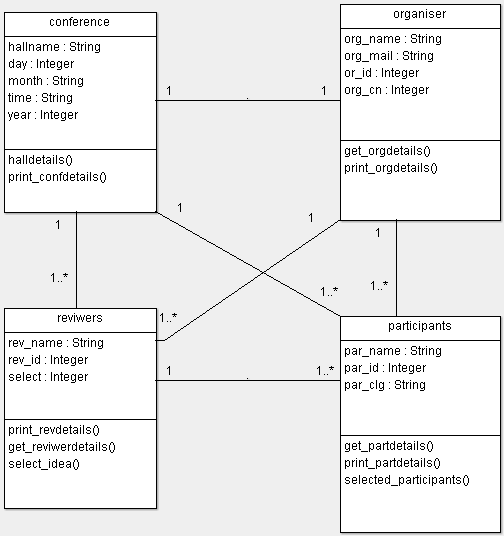 conference
hallname : String
day : Integer
month : String
time : String
year : Integer
halldetails()
print_confdetails()
organiser
org_name : String
org_mail : String
or_id : Integer
org_cn : Integer
get_orgdetails()
print_orgdetails()
1
1
1
1..*
1
1..*
1
1..*
1
1..*
reviwers
rev_name : String
rev_id : Integer
select : Integer
print_revdetails()
get_reviwerdetails()
select_idea()
1
1..*
participants
par_name : String
par_id : Integer
par_clg : String
get_partdetails()
print_partdetails()
selected_participants()